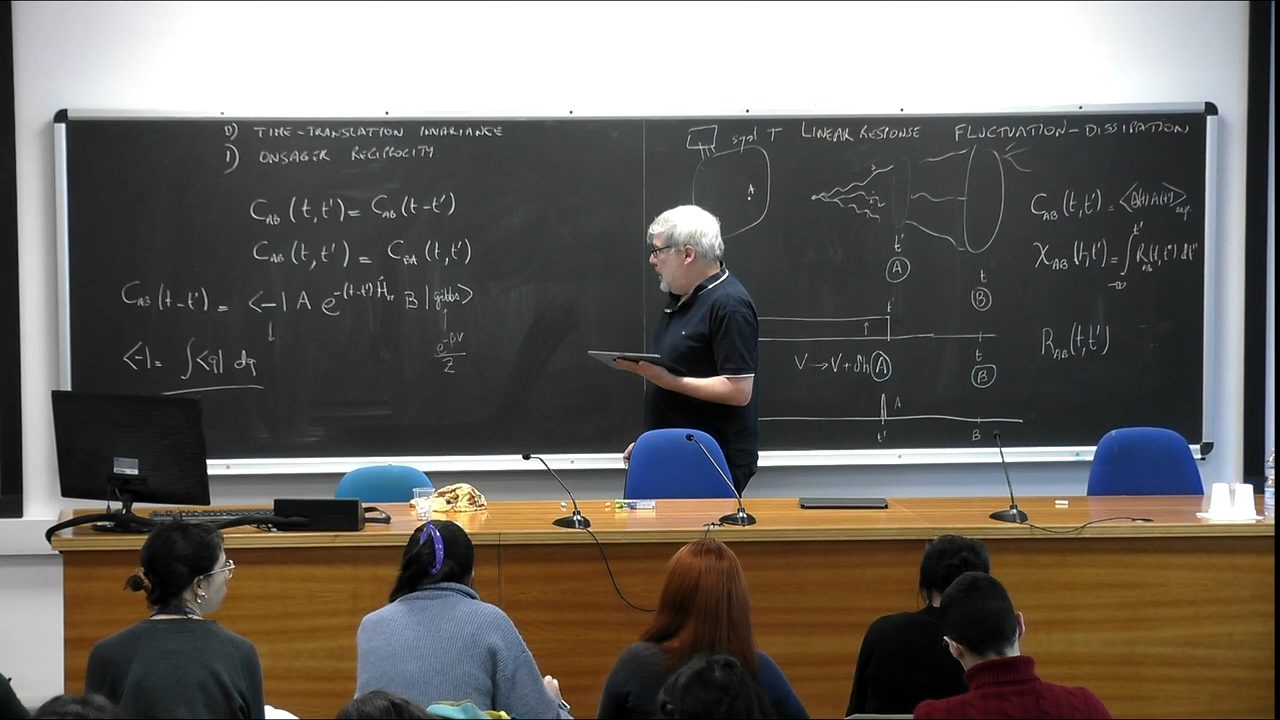 0) TIME-TRANSLATION INVARIANCE
1) ONSAGER RECIPROCITY
C_AB (t,t') = C_AB (t-t')
C_AB (t,t') = C_BA (t,t')
C_AB (t-t') = <-| A e^{-(t-t') Ĥ} B |gibbs>
↓
<-| = ∫<q| dq
e^{-βV}/Z
syst T
A
LINEAR RESPONSE
FLUCTUATION-DISSIPATION
t'
A
t
B
C_AB (t,t') = <A(t) A(t')>
χ_AB (t,t') = ∫_{-∞}^{t'} R_AB (t,t'') dt''
R_AB (t,t')
t'
t
V → V + δh A
B
A
t'
B